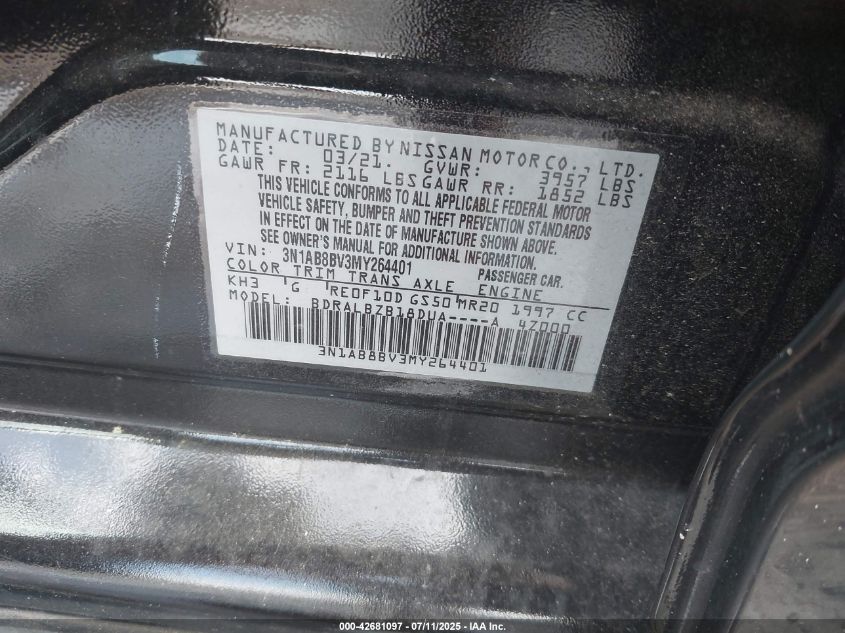 MANUFACTURED BY NISSAN MOTOR CO., LTD.
DATE: 03/21. GVWR: 3957 LBS
GAWR FR: 2116 LBS GAWR RR: 1852 LBS
THIS VEHICLE CONFORMS TO ALL APPLICABLE FEDERAL MOTOR
VEHICLE SAFETY, BUMPER AND THEFT PREVENTION STANDARDS
IN EFFECT ON THE DATE OF MANUFACTURE SHOWN ABOVE.
SEE OWNER'S MANUAL FOR ADDITIONAL INFORMATION.
VIN: 3N1AB8BV3MY264401 PASSENGER CAR.
COLOR TRIM TRANS AXLE ENGINE
KH3 G RE0F10D GS50 MR20 1997 CC
MODEL: BDRALBZB18DUA----A 4Z000
3N1AB8BV3MY264401
000-42681097 - 07/11/2025 - IAA Inc.